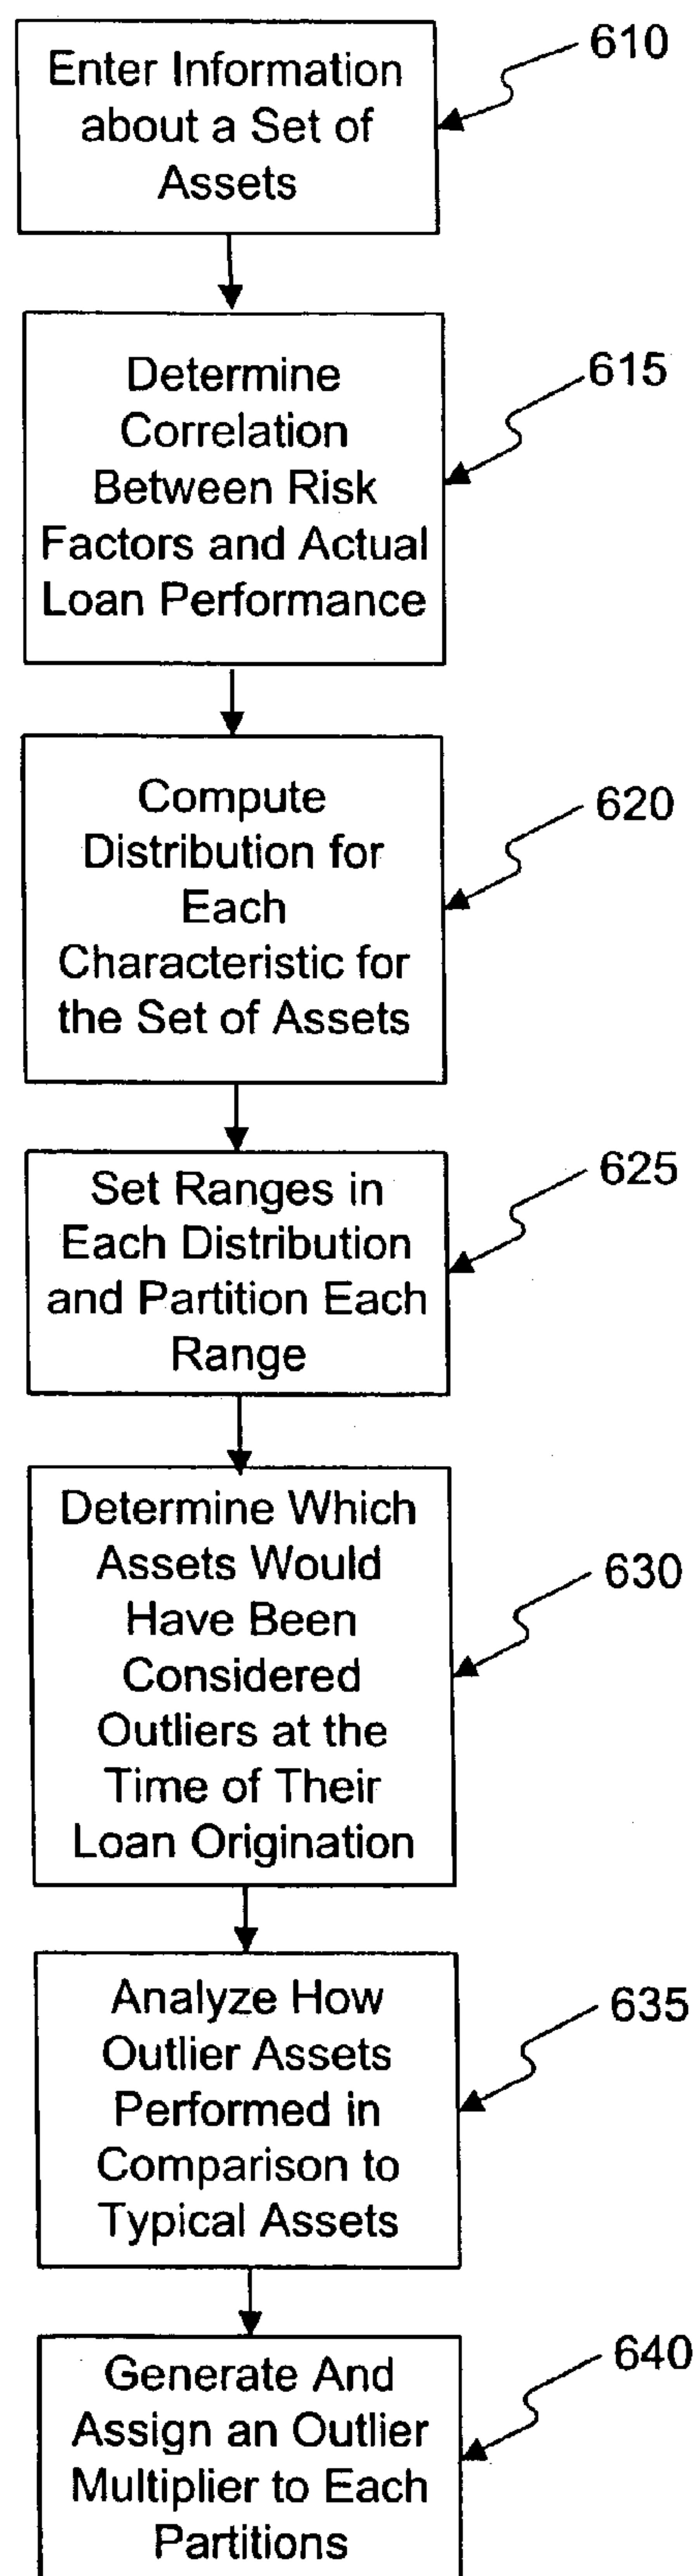 Enter Information
about a Set of
Assets
610
Determine
Correlation
Between Risk
Factors and Actual
Loan Performance
615
Compute
Distribution for
Each
Characteristic for
the Set of Assets
620
Set Ranges in
Each Distribution
and Partition Each
Range
625
Determine Which
Assets Would
Have Been
Considered
Outliers at the
Time of Their
Loan Origination
630
Analyze How
Outlier Assets
Performed in
Comparison to
Typical Assets
635
Generate And
Assign an Outlier
Multiplier to Each
Partitions
640